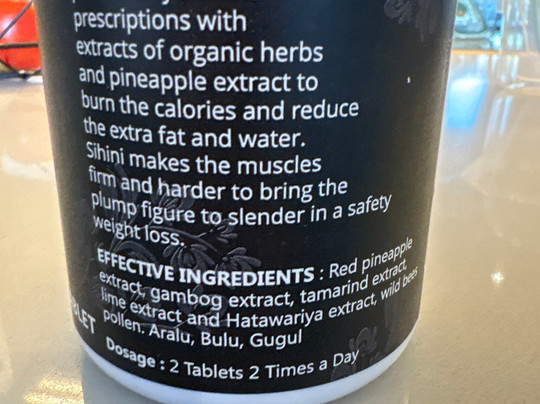 prescriptions with
extracts of organic herbs
and pineapple extract to
burn the calories and reduce
the extra fat and water.
Sihini makes the muscles
firm and harder to bring the
plump figure to slender in a safety
weight loss.
EFFECTIVE INGREDIENTS : Red pineapple
extract, gambog extract, tamarind extract,
lime extract and Hatawariya extract, wild bees
pollen. Aralu, Bulu, Gugul
Dosage : 2 Tablets 2 Times a Day